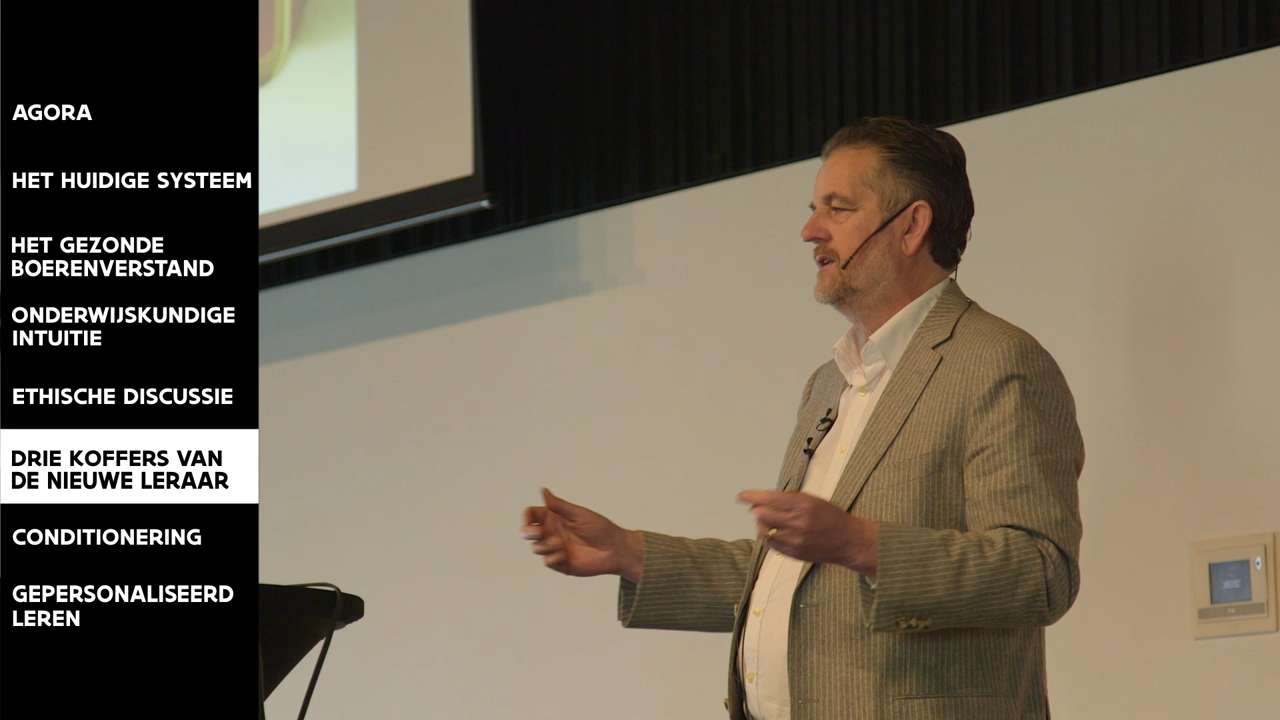 AGORA
HET HUIDIGE SYSTEEM
HET GEZONDE
BOERENVERSTAND
ONDERWIJSKUNDIGE
INTUITIE
ETHISCHE DISCUSSIE
DRIE KOFFERS VAN
DE NIEUWE LERAAR
CONDITIONERING
GEPERSONALISEERD
LEREN